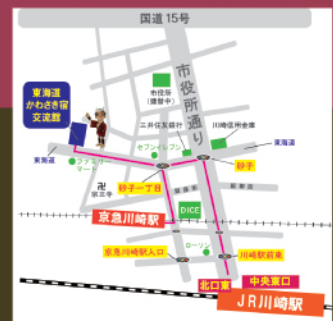 国道15号
東海道
かわさき宿
交流館
市役所
(建替中)
市役所通り
三井住友銀行
川崎信用金庫
セブンイレブン
東海道
東海道
ファミリー
マート
砂子
砂子一丁目
宗三寺
京急川崎駅
DICE
京急川崎駅入口
ローソン
川崎駅前東
北口東
中央東口
JR川崎駅